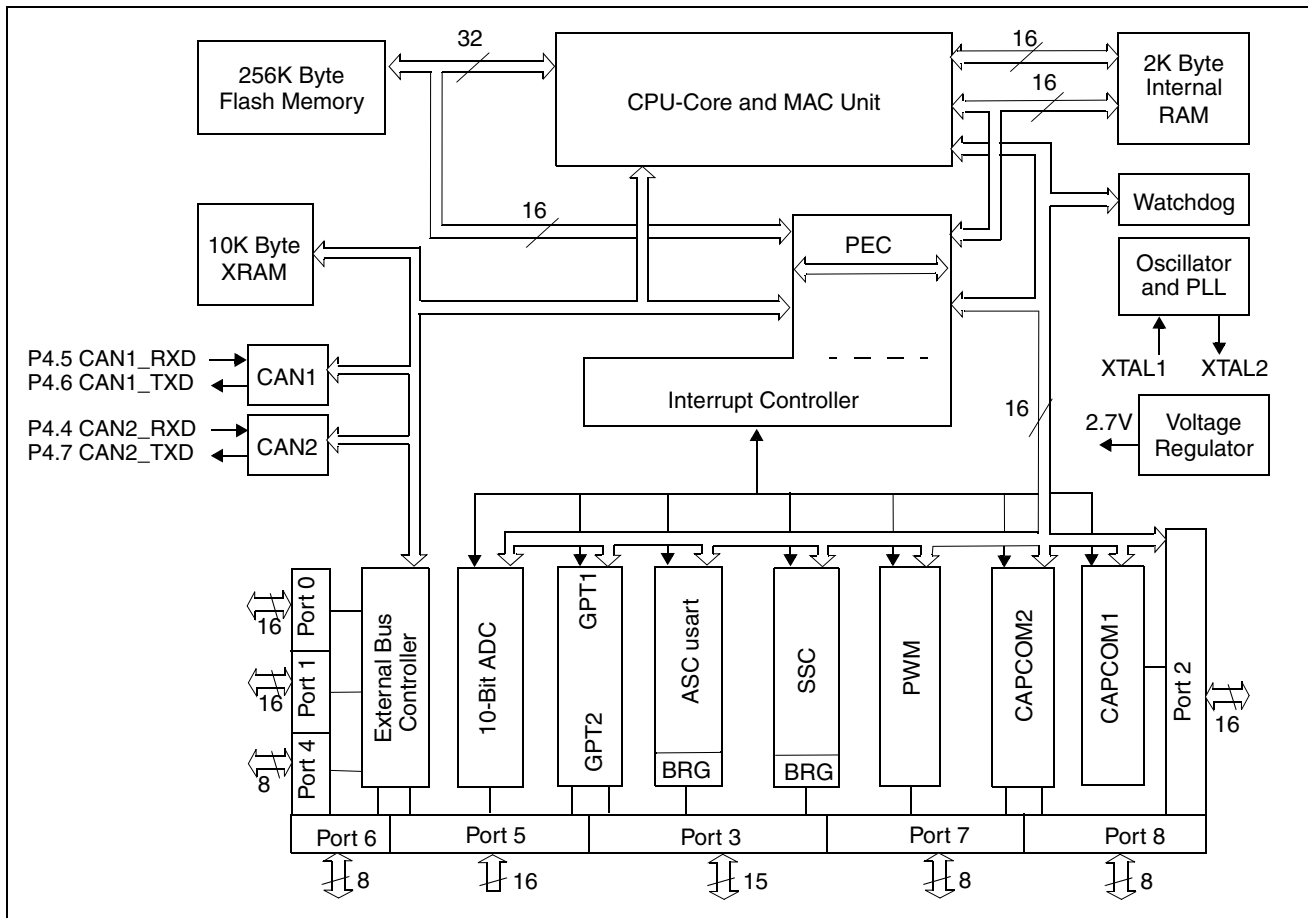 256K Byte
Flash Memory
32
CPU-Core and MAC Unit
16
16
2K Byte
Internal
RAM
10K Byte
XRAM
16
PEC
Watchdog
Oscillator
and PLL
XTAL1
XTAL2
P4.5 CAN1_RXD
P4.6 CAN1_TXD
CAN1
P4.4 CAN2_RXD
P4.7 CAN2_TXD
CAN2
Interrupt Controller
16
2.7V
Voltage
Regulator
Port 0
16
Port 1
16
Port 4
8
External Bus
Controller
10-Bit ADC
GPT1
GPT2
ASC usart
BRG
SSC
BRG
PWM
CAPCOM2
CAPCOM1
Port 2
16
Port 6
Port 5
Port 3
Port 7
Port 8
8
16
15
8
8